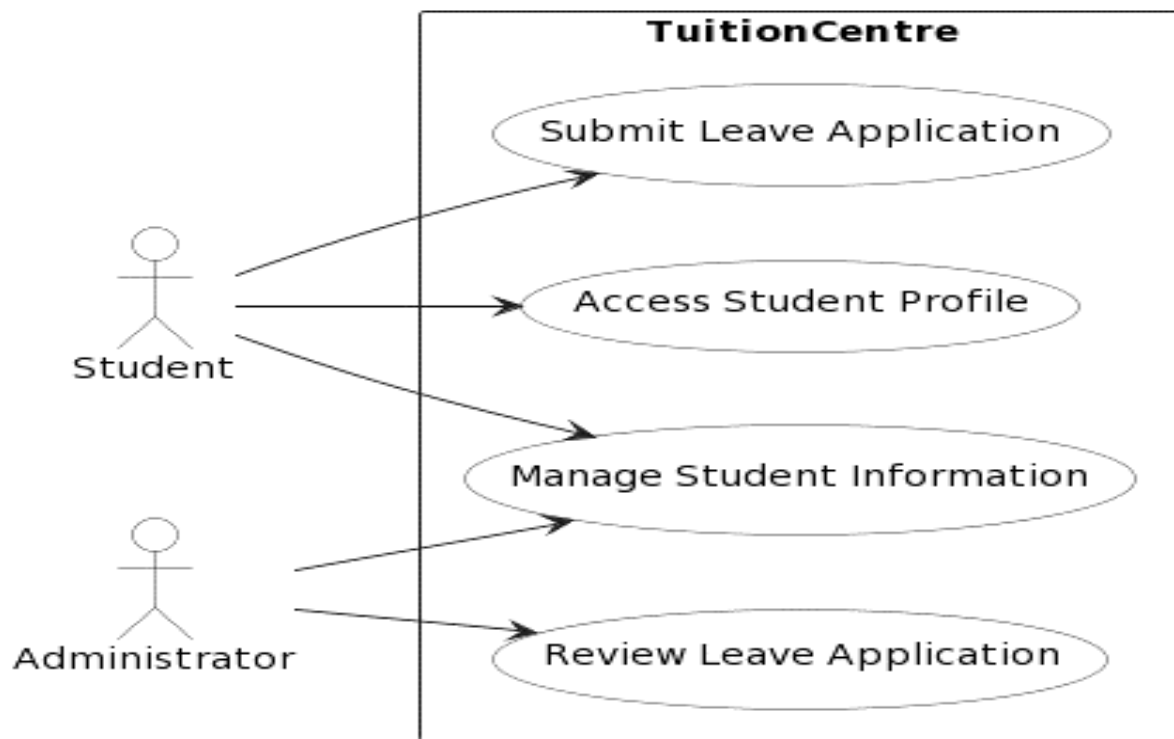 TuitionCentre
Submit Leave Application
Access Student Profile
Student
Manage Student Information
Administrator
Review Leave Application